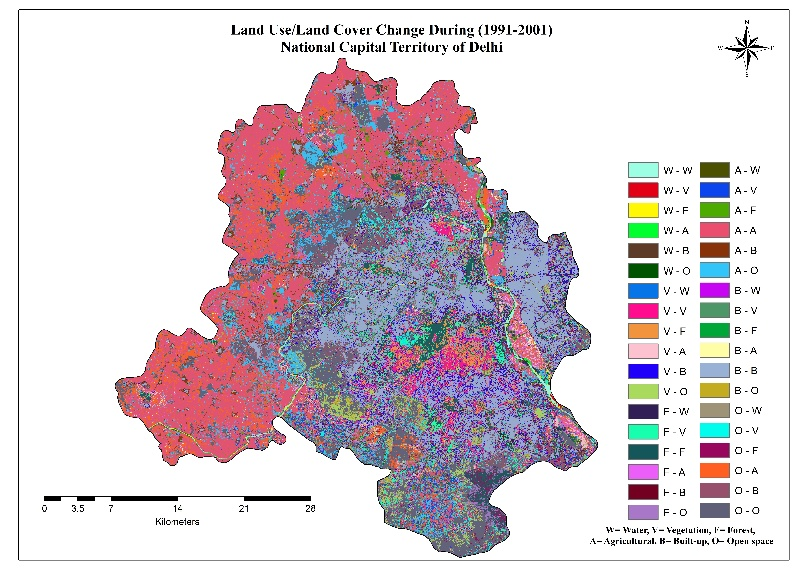 Land Use/Land Cover Change During (1991-2001)
National Capital Territory of Delhi
N
W
E
S
W - W
W - V
W - F
W - A
W - B
W - O
V - W
V - V
V - F
V - A
V - B
V - O
F - W
F - V
F - F
F - A
F - B
F - O
A - W
A - V
A - F
A - A
A - B
A - O
B - W
B - V
B - F
B - A
B - B
B - O
O - W
O - V
O - F
O - A
O - B
O - O
0 3.5 7 14 21 28
Kilometers
W= Water, V= Vegetation, F= Forest,
A= Agricultural, B= Built-up, O= Open space